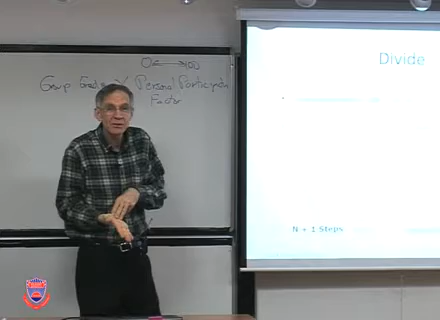 0 ⟷ 100
Group Grade X Personal Participation
Factor
Divide
N + 1 Steps